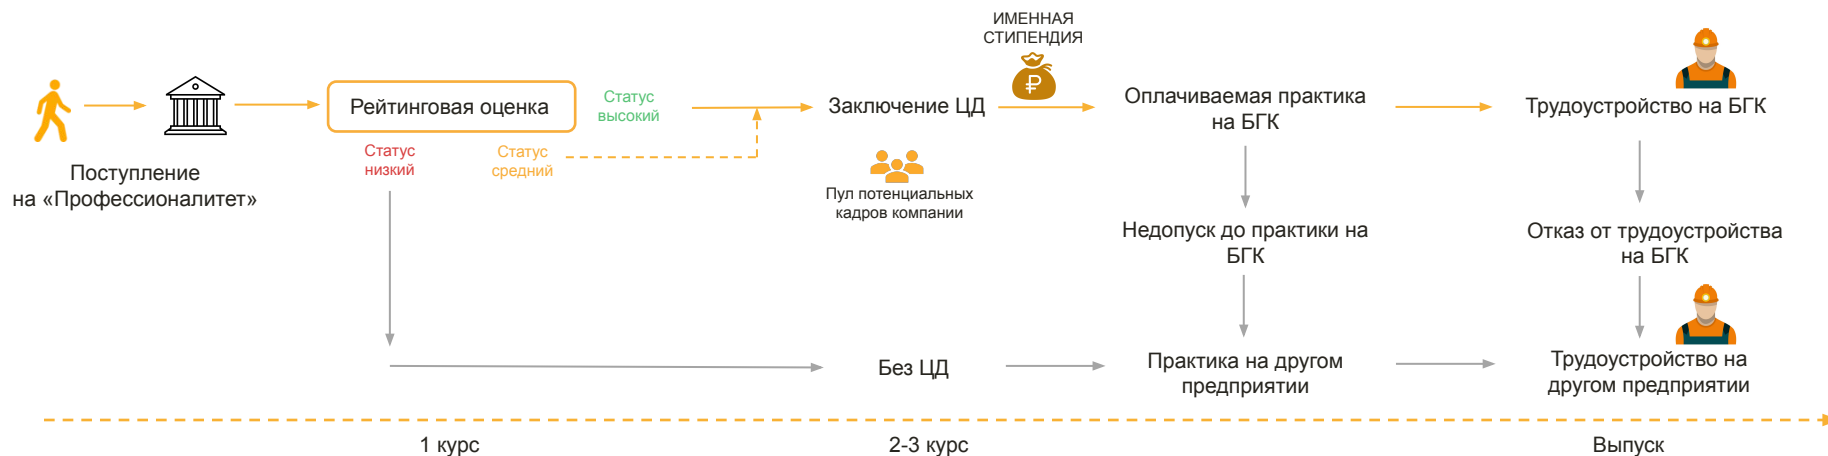 ИМЕННАЯ
СТИПЕНДИЯ
Поступление
на «Профессионалитет»
Рейтинговая оценка
Статус
высокий
Статус
низкий
Статус
средний
Заключение ЦД
₽
Пул потенциальных
кадров компании
Оплачиваемая практика
на БГК
Трудоустройство на БГК
Недопуск до практики на
БГК
Отказ от трудоустройства
на БГК
Без ЦД
Практика на другом
предприятии
Трудоустройство на
другом предприятии
1 курс
2-3 курс
Выпуск